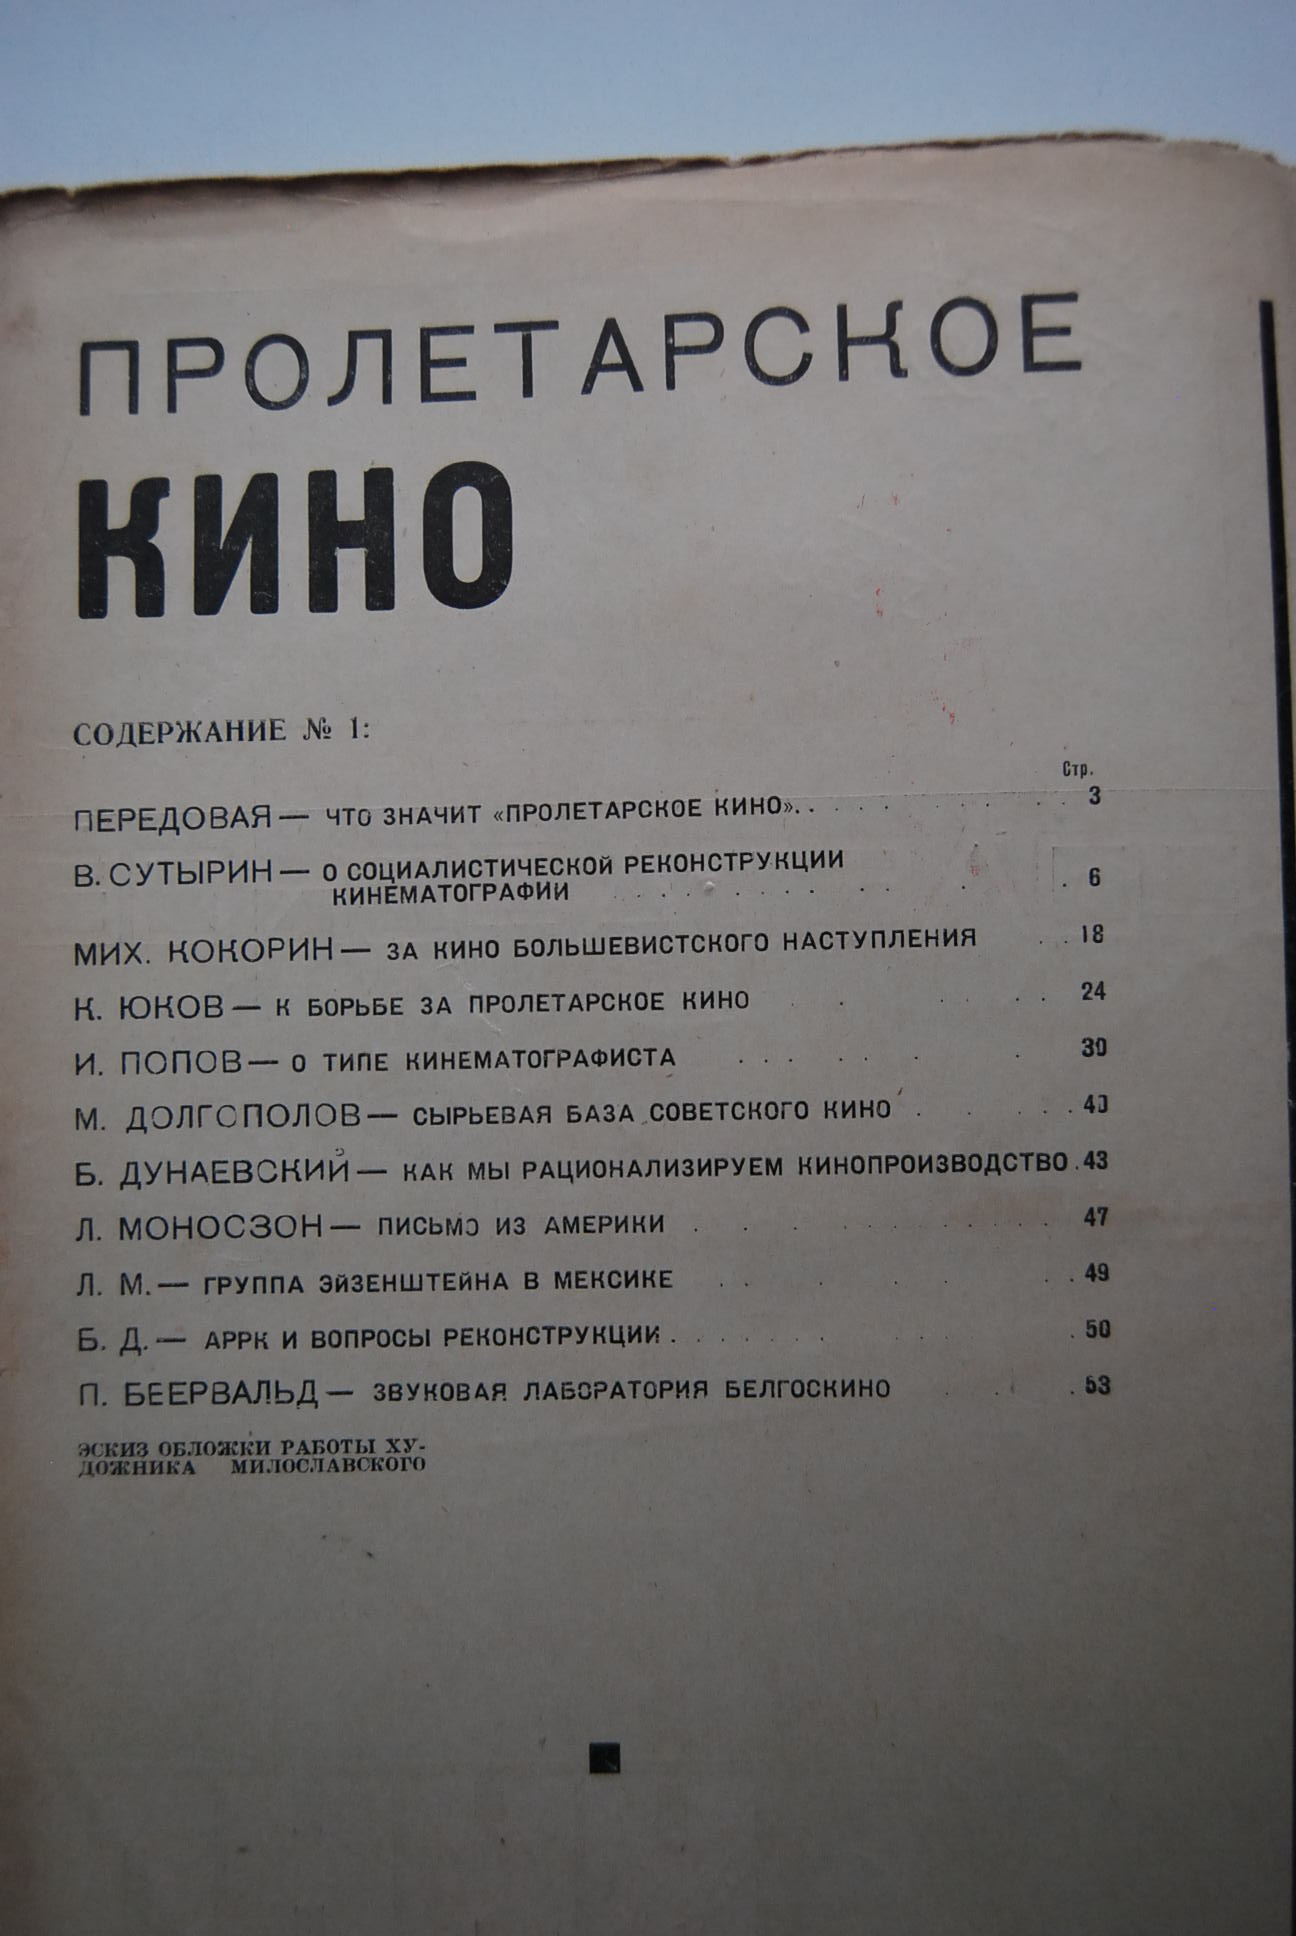 ПРОЛЕТАРСКОЕ
КИНО
СОДЕРЖАНИЕ № 1:
Стр.
ПЕРЕДОВАЯ — ЧТО ЗНАЧИТ «ПРОЛЕТАРСКОЕ КИНО». . 3
В. СУТЫРИН — О СОЦИАЛИСТИЧЕСКОЙ РЕКОНСТРУКЦИИ
КИНЕМАТОГРАФИИ 6
МИХ. КОКОРИН — ЗА КИНО БОЛЬШЕВИСТСКОГО НАСТУПЛЕНИЯ 18
К. ЮКОВ — К БОРЬБЕ ЗА ПРОЛЕТАРСКОЕ КИНО 24
И. ПОПОВ — О ТИПЕ КИНЕМАТОГРАФИСТА 30
М. ДОЛГОПОЛОВ — СЫРЬЕВАЯ БАЗА СОВЕТСКОГО КИНО 40
Б. ДУНАЕВСКИЙ — КАК МЫ РАЦИОНАЛИЗИРУЕМ КИНОПРОИЗВОДСТВО . 43
Л. МОНОСЗОН — ПИСЬМО ИЗ АМЕРИКИ 47
Л. М. — ГРУППА ЭЙЗЕНШТЕЙНА В МЕКСИКЕ 49
Б. Д. — АРРК И ВОПРОСЫ РЕКОНСТРУКЦИИ 50
П. БЕЕРВАЛЬД — ЗВУКОВАЯ ЛАБОРАТОРИЯ БЕЛГОСКИНО 53
ЭСКИЗ ОБЛОЖКИ РАБОТЫ ХУ-
ДОЖНИКА МИЛОСЛАВСКОГО